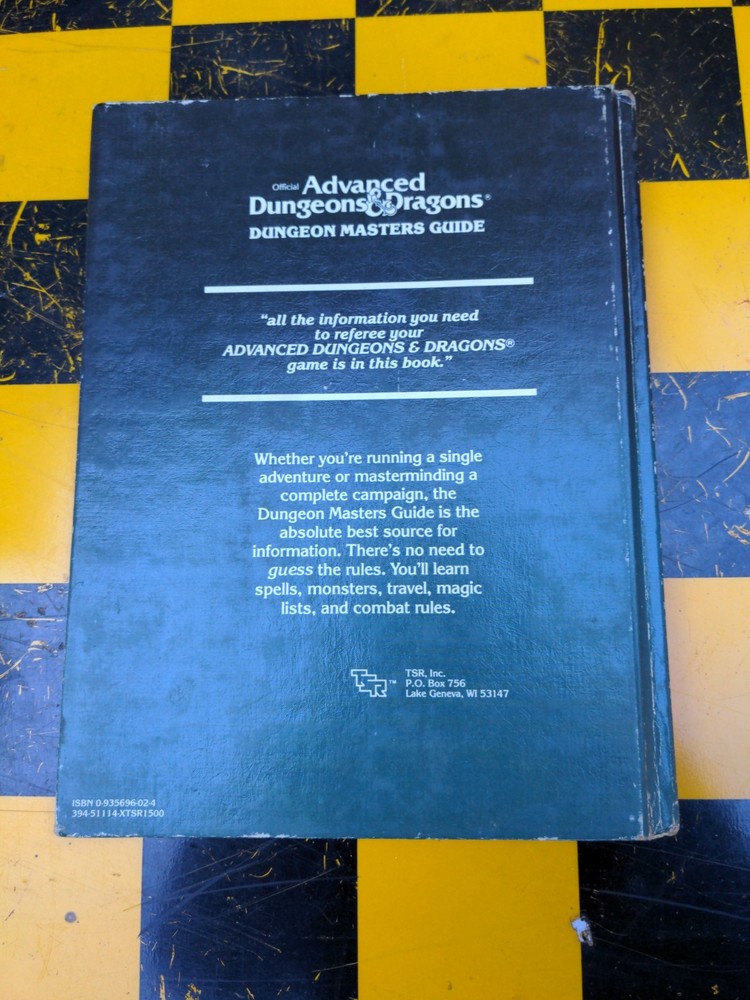 Official Advanced
Dungeons & Dragons®
DUNGEON MASTERS GUIDE
"all the information you need
to referee your
ADVANCED DUNGEONS & DRAGONS®
game is in this book."
Whether you're running a single
adventure or masterminding a
complete campaign, the
Dungeon Masters Guide is the
absolute best source for
information. There's no need to
guess the rules. You'll learn
spells, monsters, travel, magic
lists, and combat rules.
TSR™
TSR, Inc.
P.O. Box 756
Lake Geneva, WI 53147
ISBN 0-935696-02-4
394-51114-XTSR1500